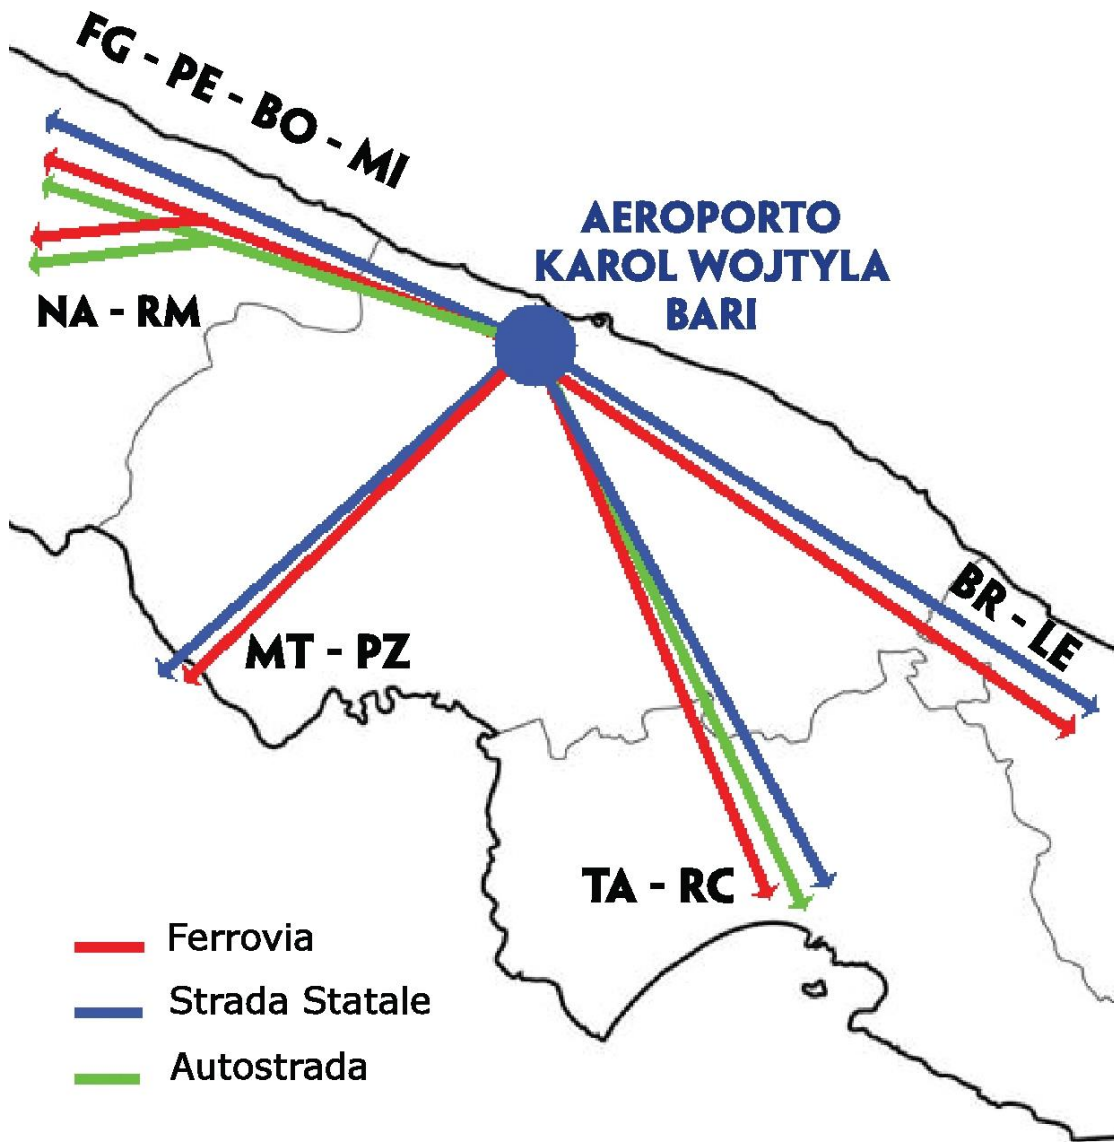 FG - PE - BO - MI
AEROPORTO
KAROL WOJTYLA
BARI
NA - RM
BR - LE
MT - PZ
TA - RC
Ferrovia
Strada Statale
Autostrada